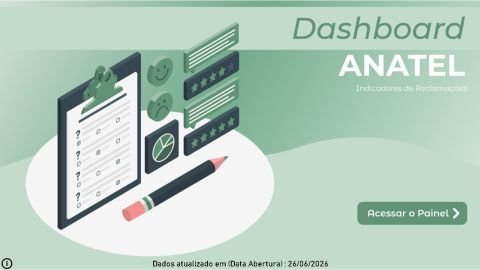 Dashboard
ANATEL
Indicadores de Reclamações
Acessar o Painel
Dados atualizado em (Data Abertura) : 26/06/2026